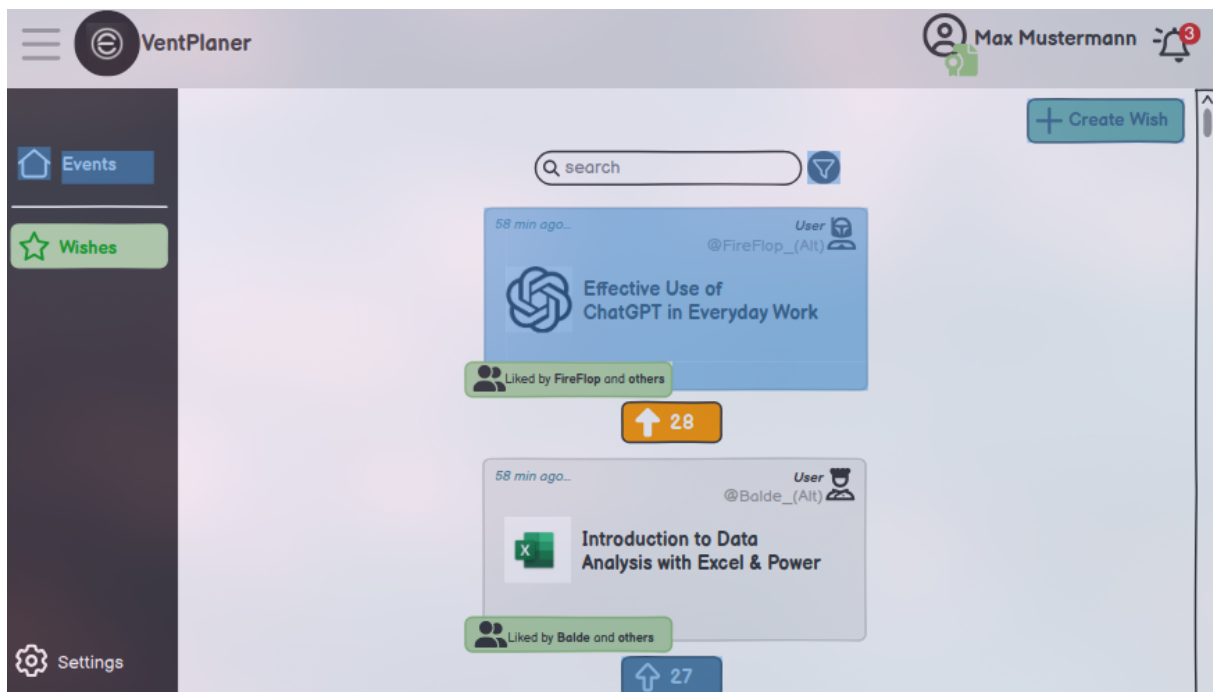 VentPlaner
Max Mustermann
3
Create Wish
Events
search
Wishes
58 min ago...
User
@FireFlop_(Alt)
Effective Use of
ChatGPT in Everyday Work
Liked by FireFlop and others
28
58 min ago...
User
@Balde_(Alt)
X
Introduction to Data
Analysis with Excel & Power
Liked by Balde and others
27
Settings